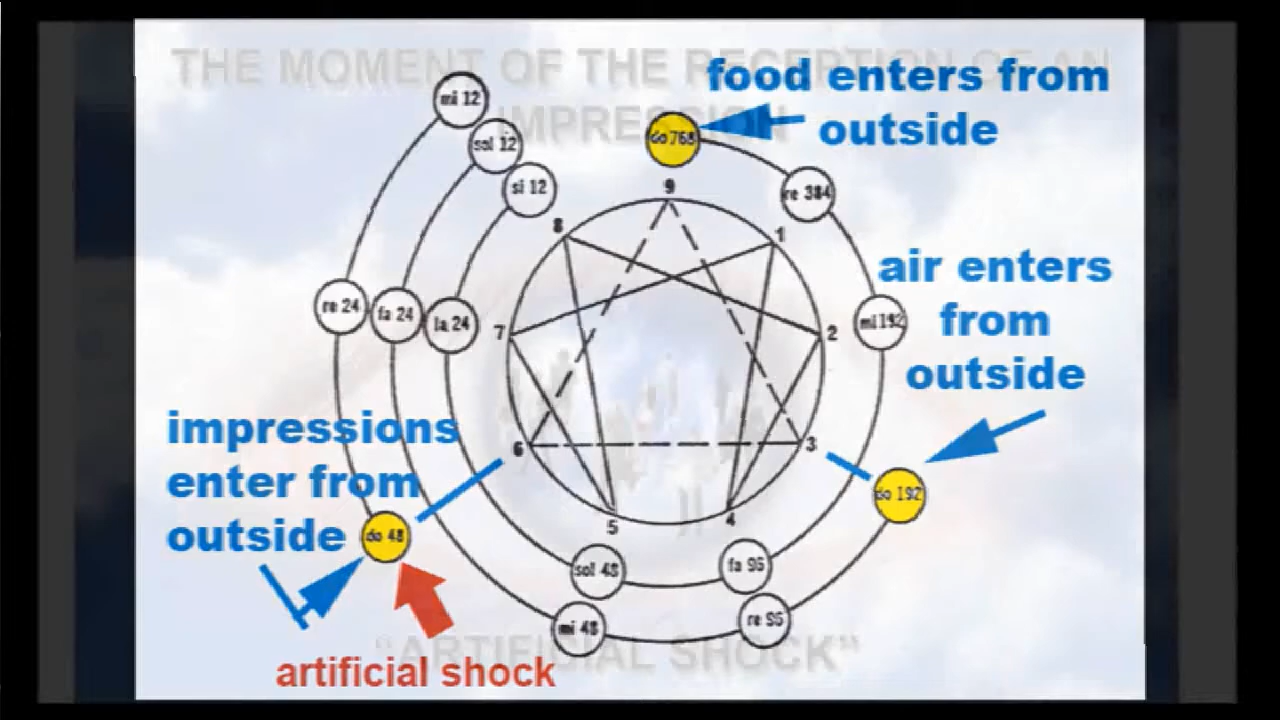 THE MOMENT OF THE RECEPTION OF AN
IMPRESSION
food enters from
outside
mi 12
sol 12
si 12
do 768
re 384
9
8
1
air enters
from
outside
re 24
fa 24
la 24
7
2
mi 192
impressions
enter from
outside
6
3
do 192
do 48
5
4
sol 48
fa 96
mi 48
re 96
"ARTIFICIAL SHOCK"
artificial shock